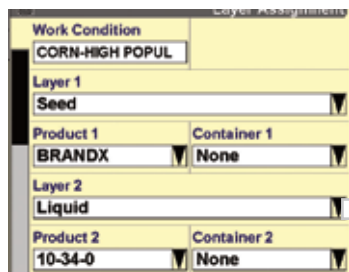 Layer Assignment
Work Condition
CORN-HIGH POPUL
Layer 1
Seed
Product 1 Container 1
BRANDX None
Layer 2
Liquid
Product 2 Container 2
10-34-0 None